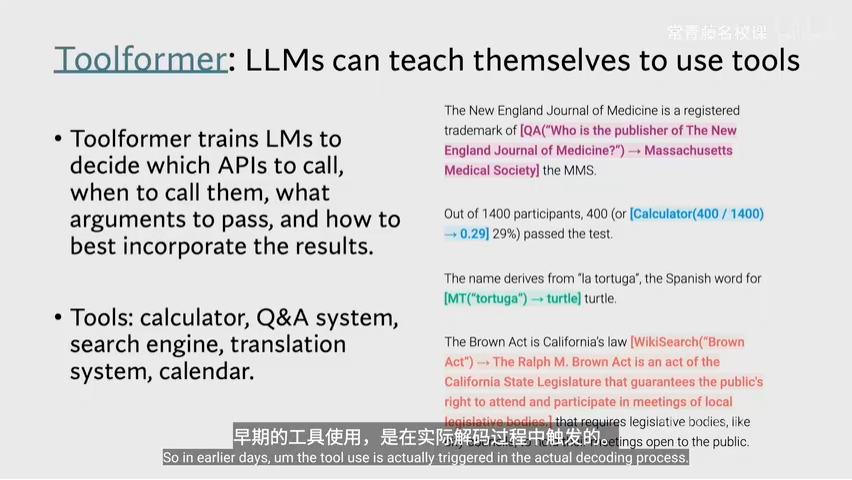 常青藤名校课
Toolformer: LLMs can teach themselves to use tools
• Toolformer trains LMs to
decide which APIs to call,
when to call them, what
arguments to pass, and how to
best incorporate the results.
• Tools: calculator, Q&A system,
search engine, translation
system, calendar.
The New England Journal of Medicine is a registered
trademark of [QA(“Who is the publisher of The New
England Journal of Medicine?”) → Massachusetts
Medical Society] the MMS.
Out of 1400 participants, 400 (or [Calculator(400 / 1400)
→ 0.29] 29%) passed the test.
The name derives from “la tortuga”, the Spanish word for
[MT(“tortuga”) → turtle] turtle.
The Brown Act is California’s law [WikiSearch(“Brown
Act”) → The Ralph M. Brown Act is an act of the
California State Legislature that guarantees the public’s
right to attend and participate in meetings of local
legislative bodies.] that requires legislative bodies, like
meetings open to the public.
早期的工具使用，是在实际解码过程中触发的
So in earlier days, um the tool use is actually triggered in the actual decoding process.